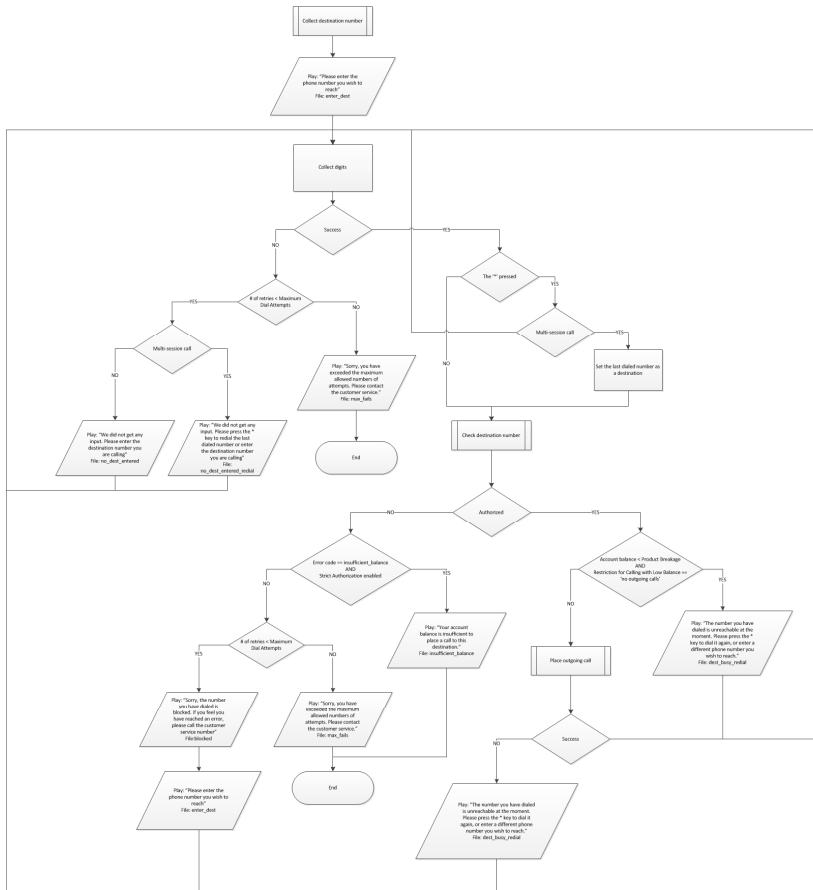 Collect destination number
Play: "Please enter the
phone number you wish to
reach"
File: enter_dest
Collect digits
Success
NO
YES
# of retries < Maximum
Dial Attempts
The '*' pressed
YES
NO
YES
Multi-session call
Multi-session call
YES
NO
Set the last dialed number as
a destination
NO
YES
Play: "Sorry, you have
exceeded the maximum
allowed numbers of
attempts. Please contact
the customer service."
File: max_fails
Play: "We did not get any
input. Please enter the
destination number you
are calling"
File: no_dest_entered
Play: "We did not get any
input. Please press the *
key to redial the last
dialed number or enter
the destination number
you are calling"
File:
no_dest_entered_redial
End
Check destination number
Authorized
NO
YES
Error code == insufficient_balance
AND
Strict Authorization enabled
Account balance < Product Breakage
AND
Restriction for Calling with Low Balance ==
'no outgoing calls'
NO
YES
NO
YES
# of retries < Maximum
Dial Attempts
Play: "Your account
balance is insufficient to
place a call to this
destination."
File: insufficient_balance
Place outgoing call
Play: "The number you have
dialed is unreachable at the
moment. Please press the *
key to dial it again, or enter a
different phone number you
wish to reach."
File: dest_busy_redial
YES
NO
Play: "Sorry, the number
you have dialed is
blocked. If you feel you
have reached an error,
please call the customer
service number"
File:blocked
Play: "Sorry, you have
exceeded the maximum
allowed numbers of
attempts. Please contact
the customer service."
File: max_fails
Success
NO
Play: "Please enter the
phone number you wish to
reach"
File: enter_dest
End
Play: "The number you have dialed
is unreachable at the moment.
Please press the * key to dial it
again, or enter a different phone
number you wish to reach."
File: dest_busy_redial